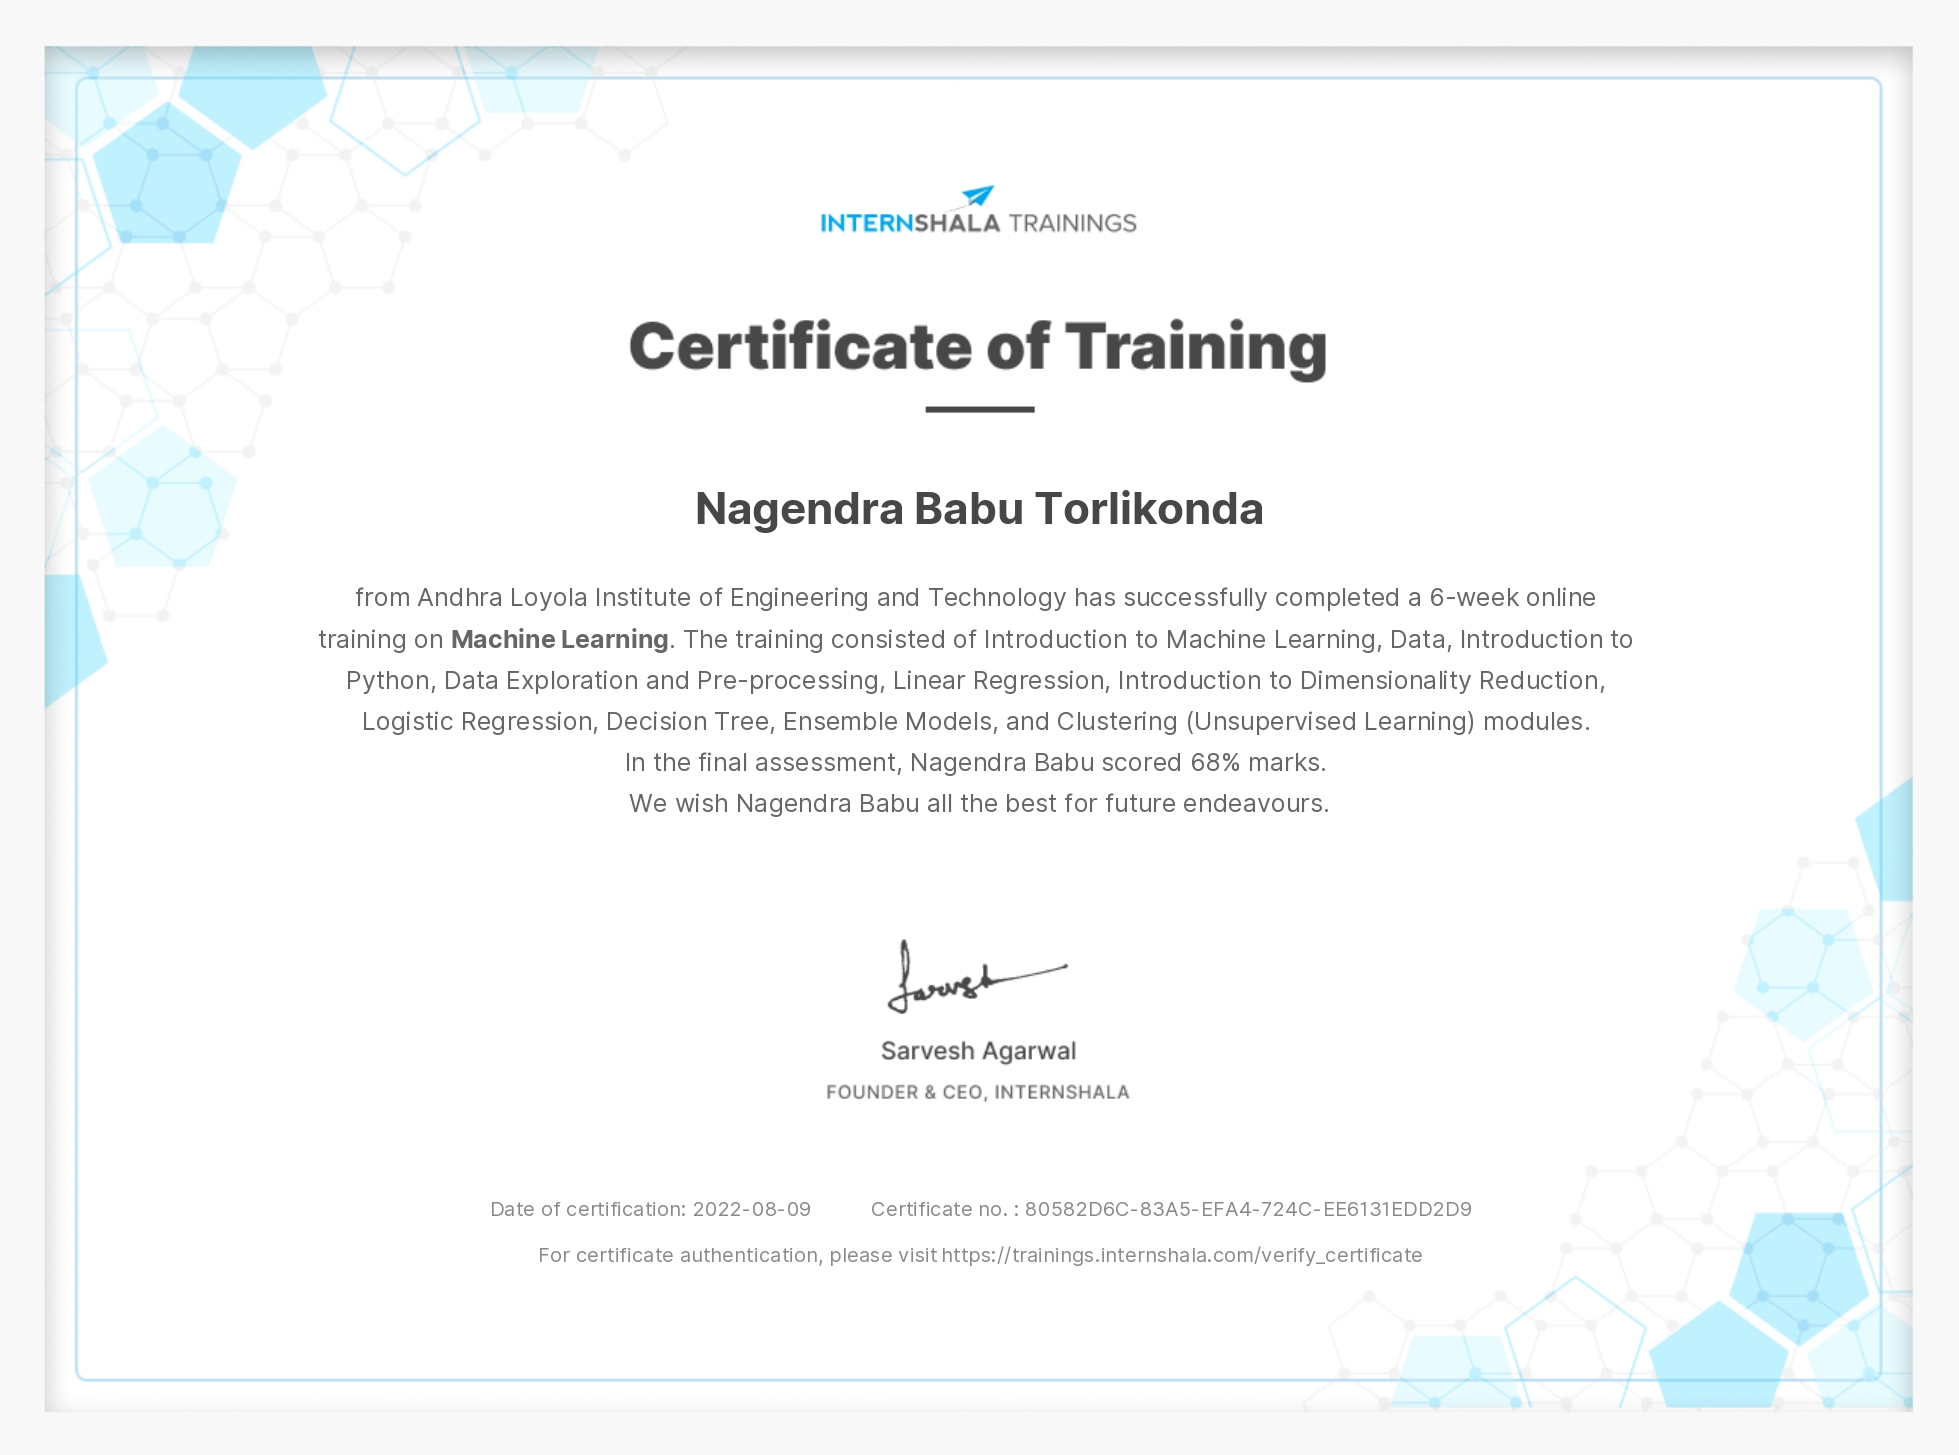 INTERNSHALA TRAININGS
Certificate of Training
Nagendra Babu Torlikonda
from Andhra Loyola Institute of Engineering and Technology has successfully completed a 6-week online
training on Machine Learning. The training consisted of Introduction to Machine Learning, Data, Introduction to
Python, Data Exploration and Pre-processing, Linear Regression, Introduction to Dimensionality Reduction,
Logistic Regression, Decision Tree, Ensemble Models, and Clustering (Unsupervised Learning) modules.
In the final assessment, Nagendra Babu scored 68% marks.
We wish Nagendra Babu all the best for future endeavours.
Sarvesh
Sarvesh Agarwal
FOUNDER & CEO, INTERNSHALA
Date of certification: 2022-08-09 Certificate no. : 80582D6C-83A5-EFA4-724C-EE6131EDD2D9
For certificate authentication, please visit https://trainings.internshala.com/verify_certificate